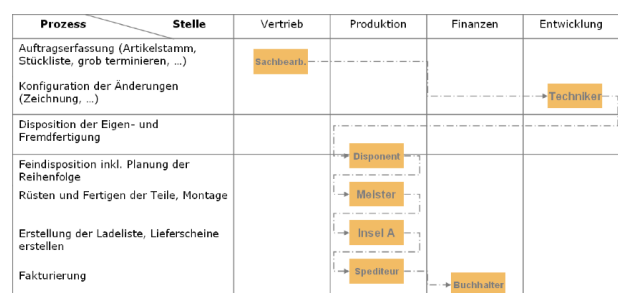 Prozess Stelle Vertrieb Produktion Finanzen Entwicklung
Auftragserfassung (Artikelstamm,
Stückliste, grob terminieren, ...)
Sachbearb.
Konfiguration der Änderungen
(Zeichnung, ...)
Techniker
Disposition der Eigen- und
Fremdfertigung
Disponent
Feindisposition inkl. Planung der
Reihenfolge
Rüsten und Fertigen der Teile, Montage
Meister
Insel A
Erstellung der Ladeliste, Lieferscheine
erstellen
Spediteur
Fakturierung
Buchhalter